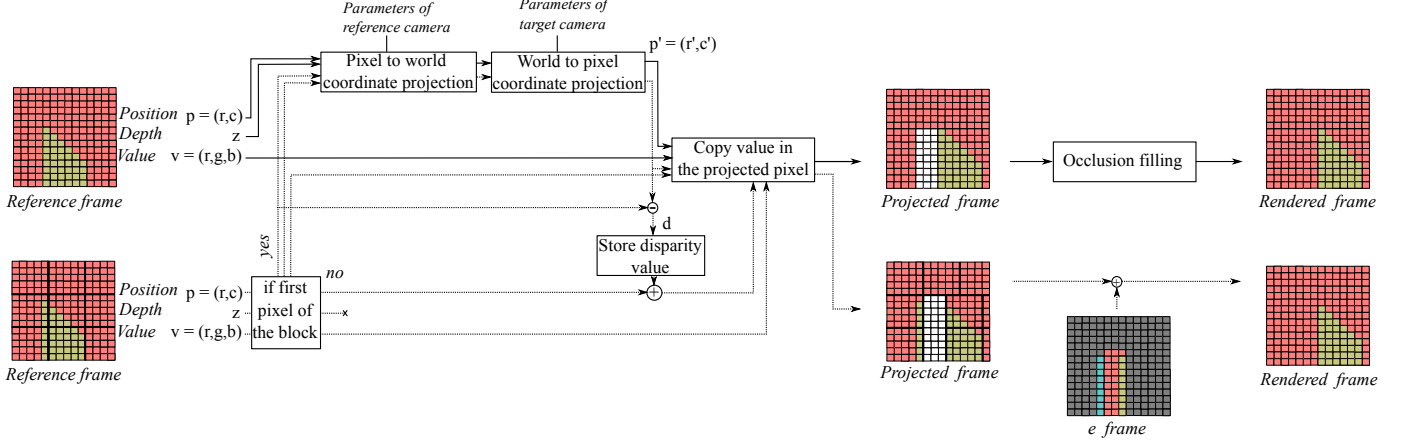 Parameters of
reference camera
Parameters of
target camera
Pixel to world
coordinate projection
World to pixel
coordinate projection
p' = (r',c')
Position p = (r,c)
Depth z
Value v = (r,g,b)
Reference frame
Copy value in
the projected pixel
Projected frame
Occlusion filling
Rendered frame
d
Store disparity
value
yes
no
Position p = (r,c)
Depth z
Value v = (r,g,b)
if first
pixel of
the block
x
Reference frame
Projected frame
e frame
Rendered frame